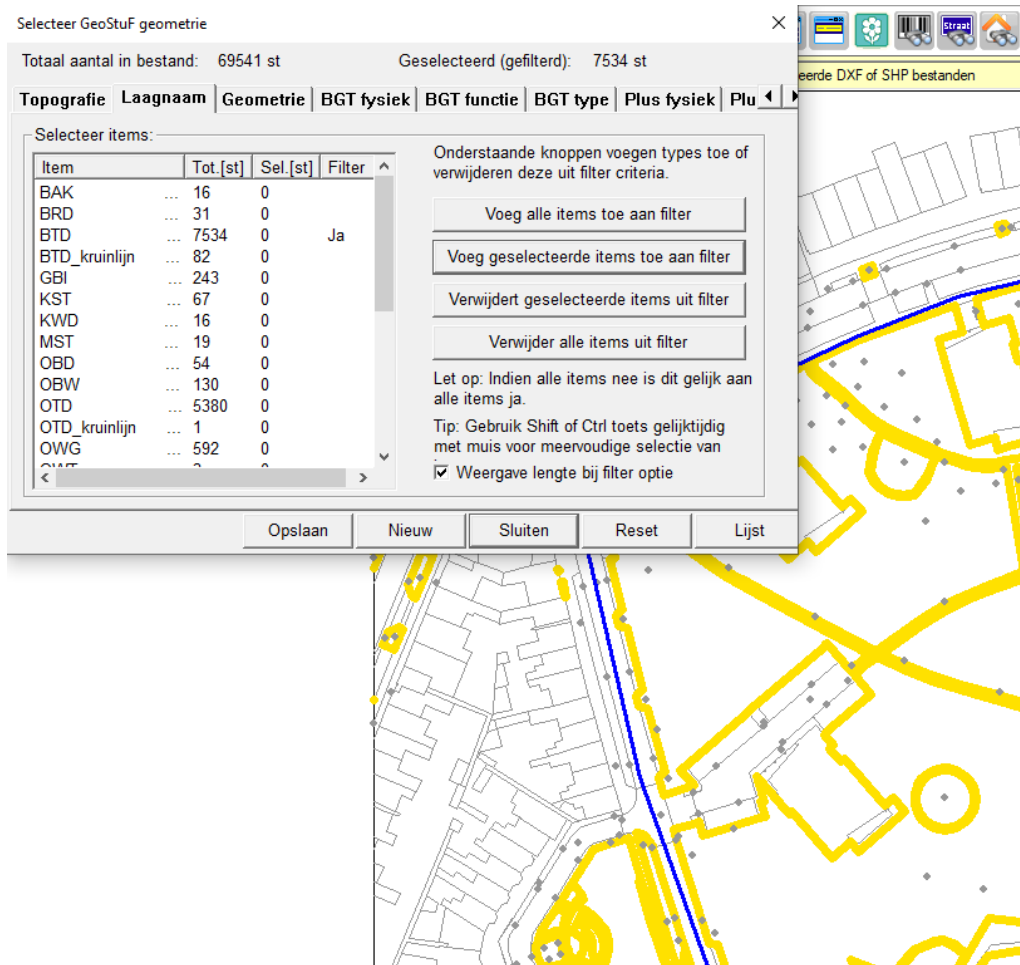 Selecteer GeoStuF geometrie
Totaal aantal in bestand: 69541 st Geselecteerd (gefilterd): 7534 st
Straat
eerde DXF of SHP bestanden
Topografie Laagnaam Geometrie BGT fysiek BGT functie BGT type Plus fysiek Plu
Selecteer items:
Item Tot.[st] Sel.[st] Filter
BAK ... 16 0
BRD ... 31 0
BTD ... 7534 0 Ja
BTD_kruinlijn ... 82 0
GBI ... 243 0
KST ... 67 0
KWD ... 16 0
MST ... 19 0
OBD ... 54 0
OBW ... 130 0
OTD ... 5380 0
OTD_kruinlijn ... 1 0
OWG ... 592 0
Onderstaande knoppen voegen types toe of
verwijderen deze uit filter criteria.
Voeg alle items toe aan filter
Voeg geselecteerde items toe aan filter
Verwijdert geselecteerde items uit filter
Verwijder alle items uit filter
Let op: Indien alle items nee is dit gelijk aan
alle items ja.
Tip: Gebruik Shift of Ctrl toets gelijktijdig
met muis voor meervoudige selectie van
Weergave lengte bij filter optie
Opslaan Nieuw Sluiten Reset Lijst